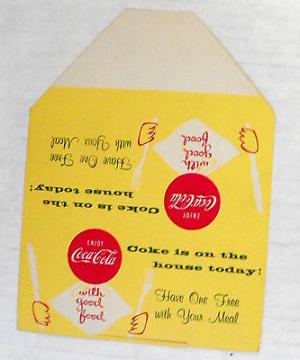 Have One Free
with Your Meal
with
good
food
Coke is on the
house today!
ENJOY
Coca-Cola
ENJOY
Coca-Cola
Coke is on the
house today!
with
good
food
Have One Free
with Your Meal